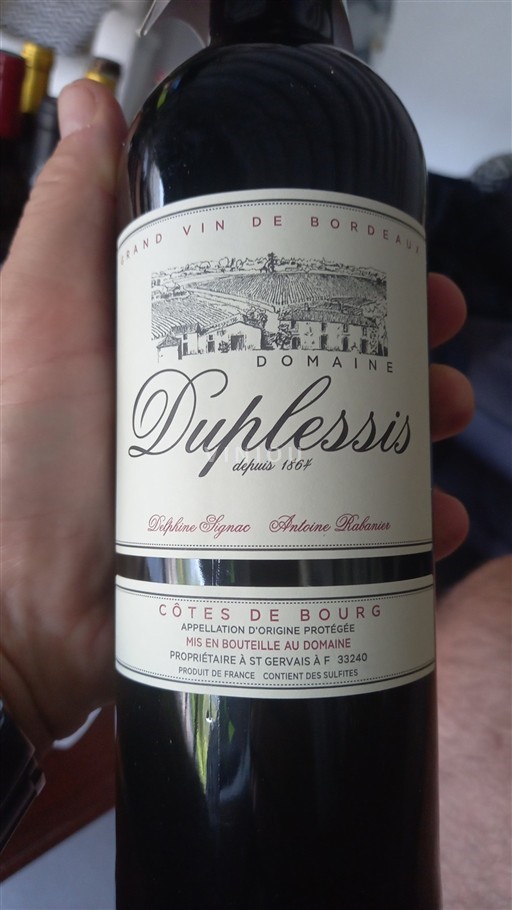 GRAND VIN DE BORDEAUX
DOMAINE
Duplessis
depuis 1864
Delphine Signac Antoine Rabanier
CÔTES DE BOURG
APPELLATION D'ORIGINE PROTÉGÉE
MIS EN BOUTEILLE AU DOMAINE
PROPRIÉTAIRE À ST GERVAIS À F 33240
PRODUIT DE FRANCE CONTIENT DES SULFITES